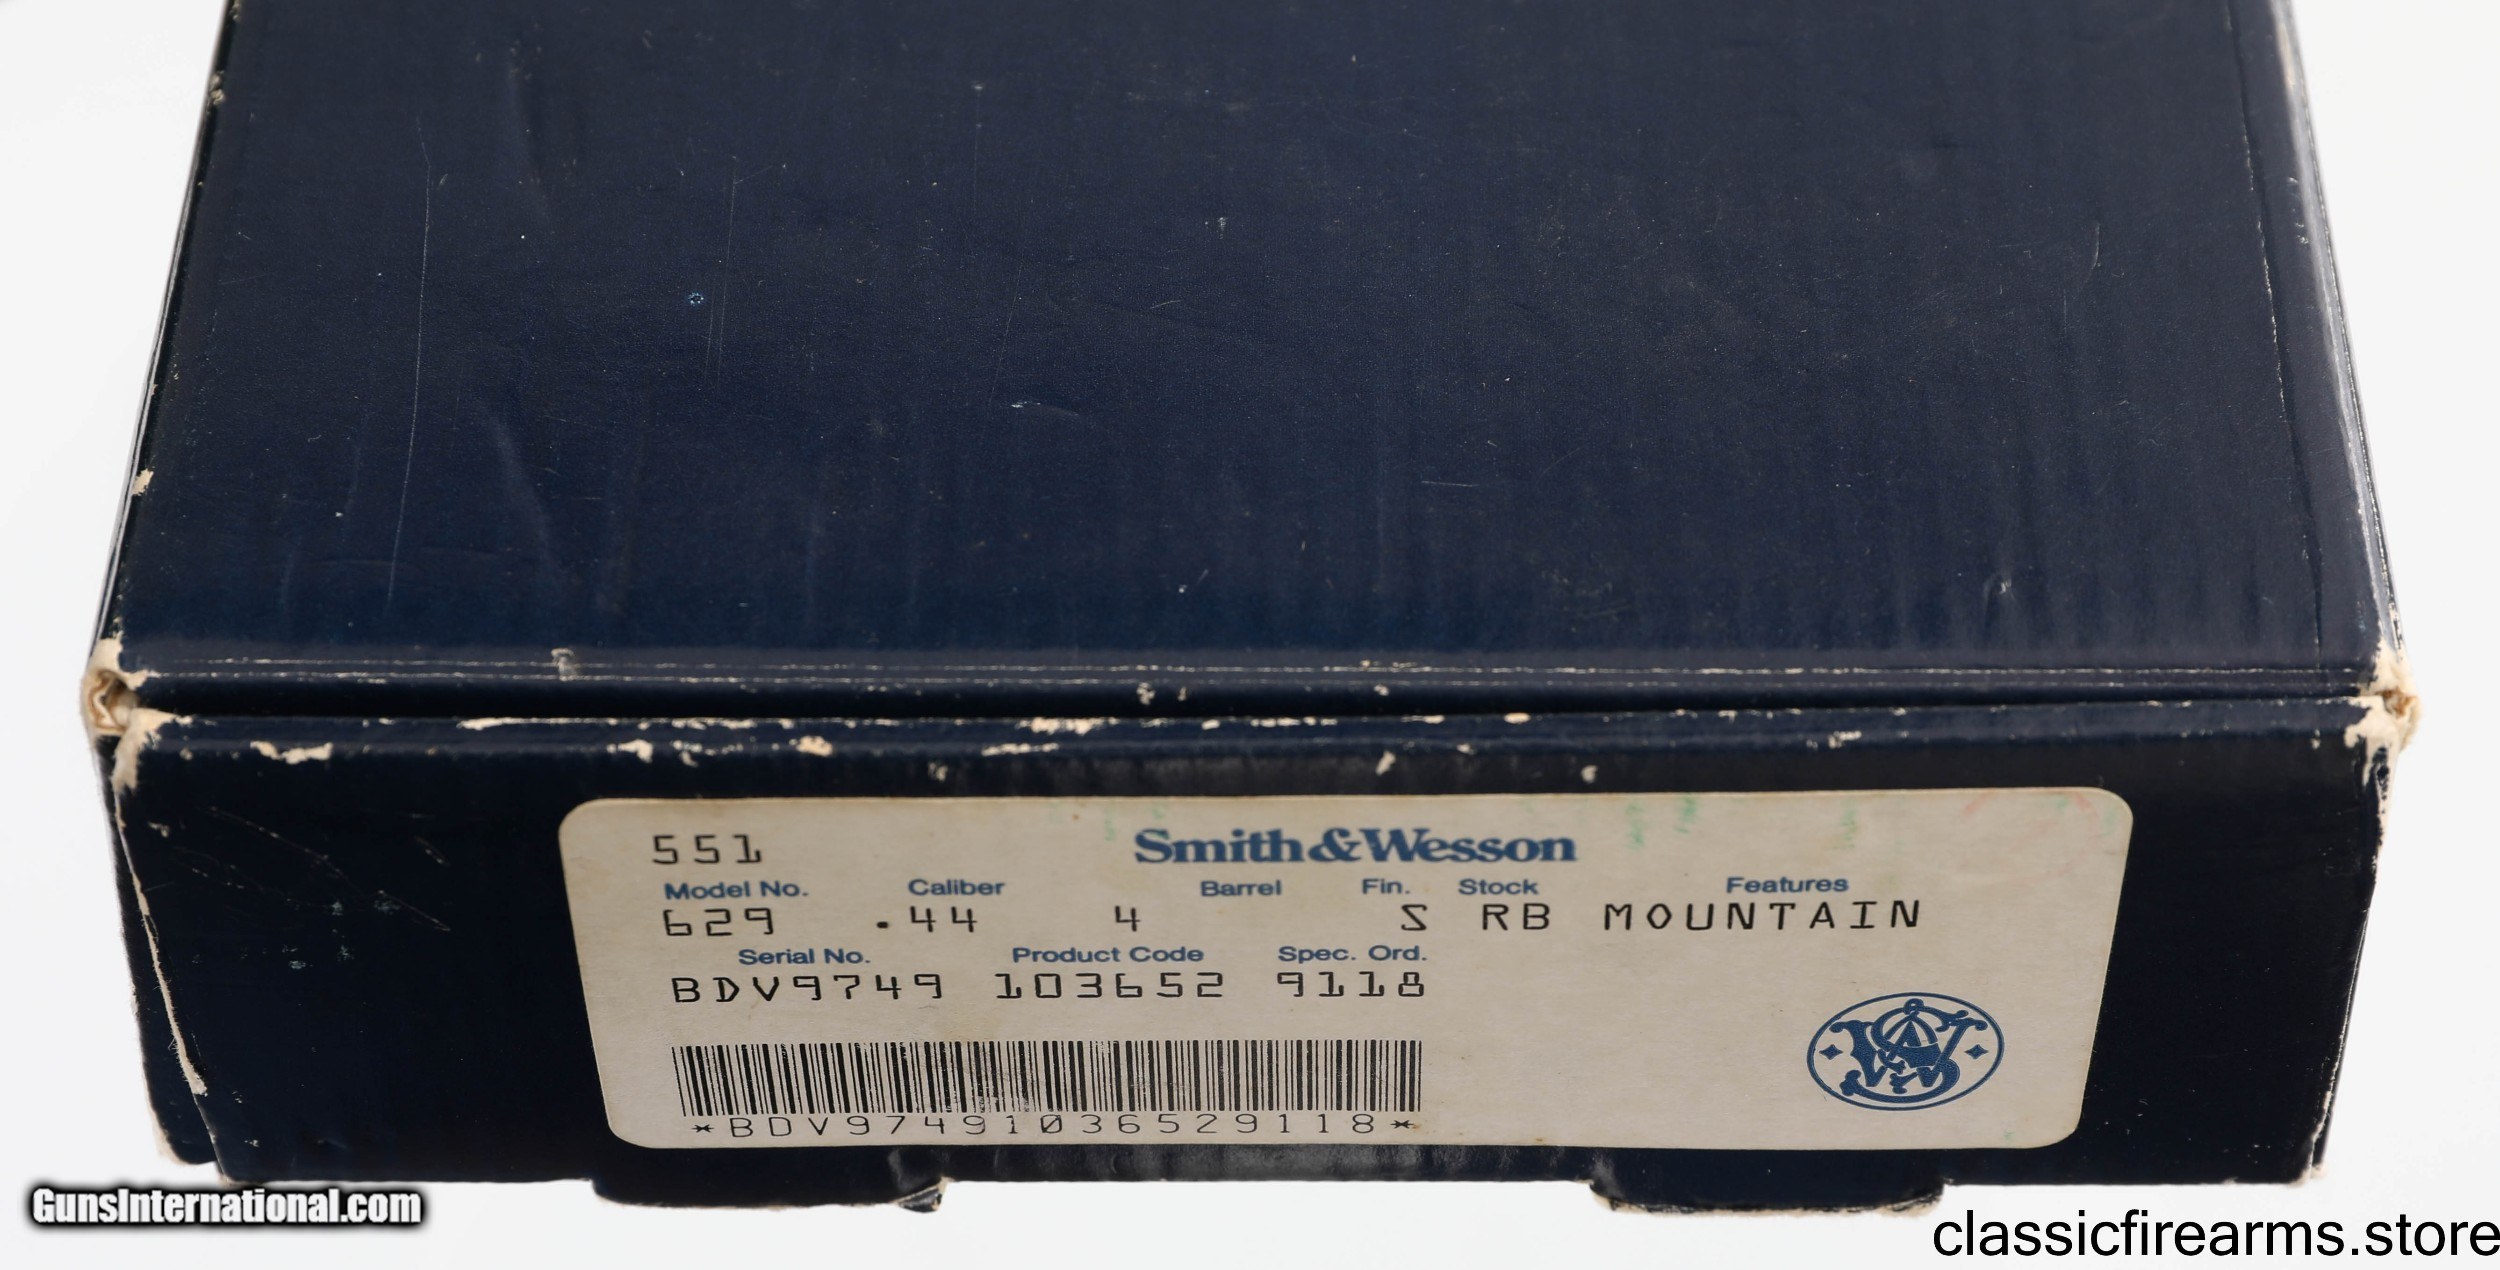 551 Smith & Wesson
Model No. Caliber Barrel Fin. Stock Features
629 .44 4 S RB MOUNTAIN
Serial No. Product Code Spec. Ord.
BDV9749 103652 9118
*BDV97491036529118*
SW
GunsInternational.com
classicfirearms.store